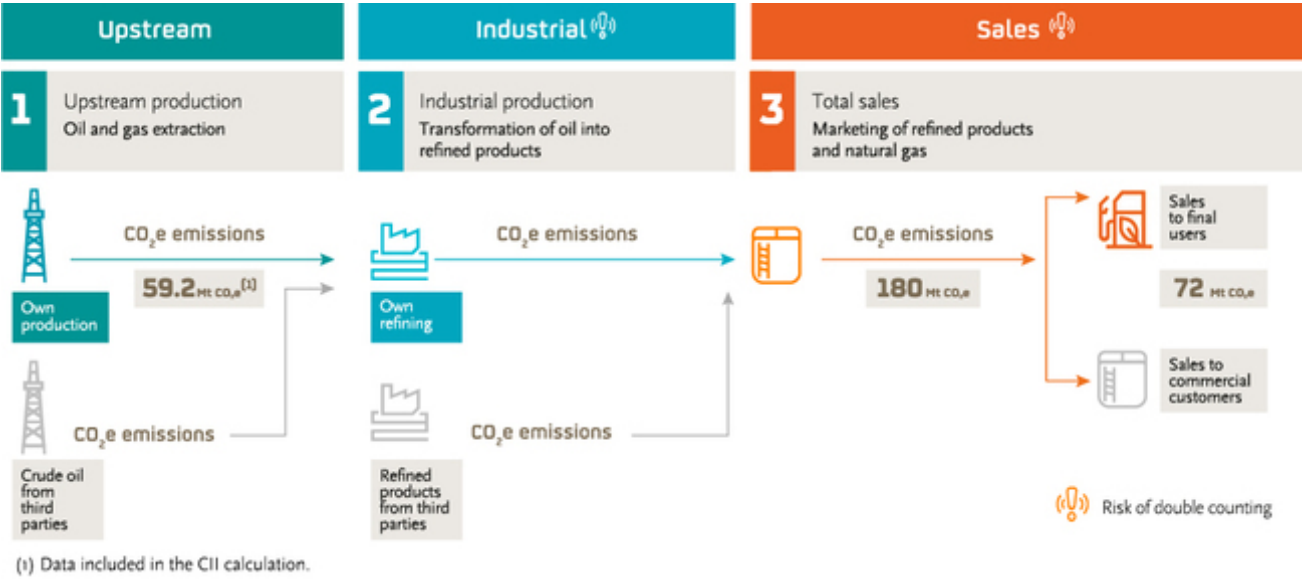 Upstream
Industrial
Sales
1
Upstream production
Oil and gas extraction
2
Industrial production
Transformation of oil into
refined products
3
Total sales
Marketing of refined products
and natural gas
CO₂e emissions
59.2 Mt CO₂e(1)
Own
production
CO₂e emissions
Own
refining
CO₂e emissions
180 Mt CO₂e
Sales
to final
users
72 Mt CO₂e
Sales to
commercial
customers
CO₂e emissions
Crude oil
from
third
parties
CO₂e emissions
Refined
products
from third
parties
Risk of double counting
(1) Data included in the CII calculation.